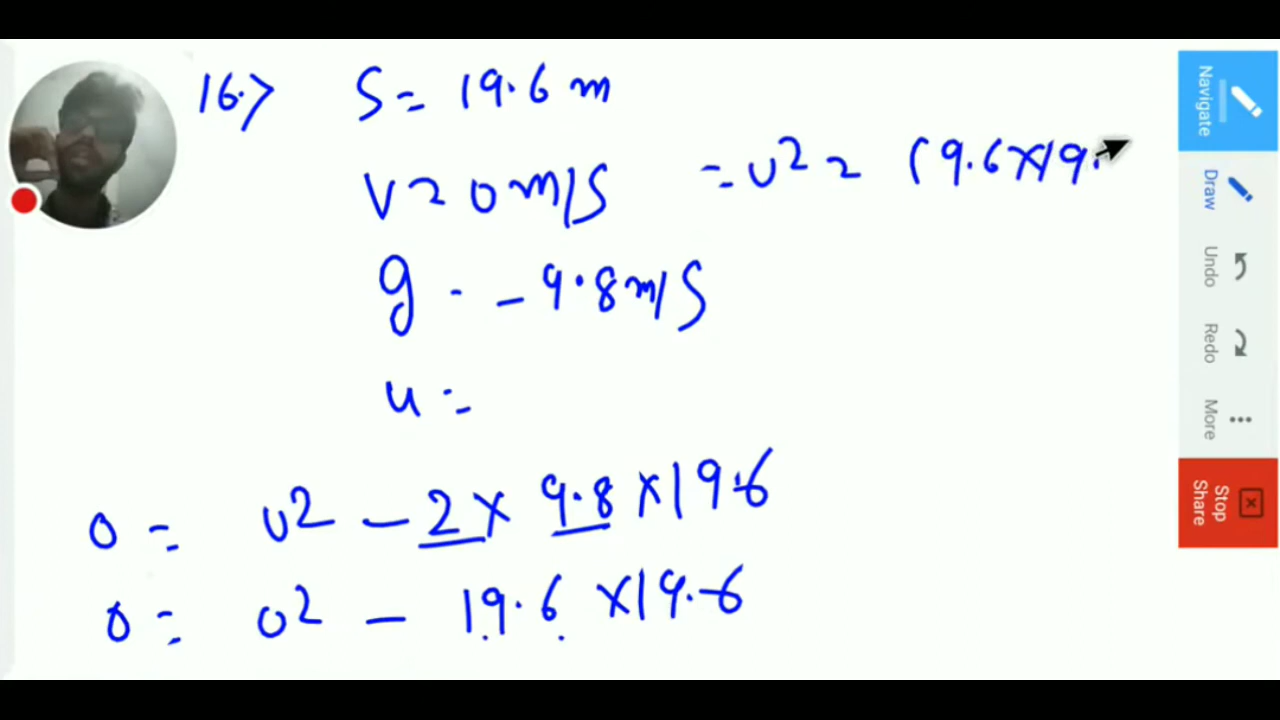 16.> S = 19.6 m
V = 0 m/s
= u² = 19.6×19.
g = -9.8 m/s
u =
0 = u² - 2 × 9.8 × 19.6
0 = u² - 19.6 × 19.6
Navigate
Draw
Undo
Redo
More
Stop
Share